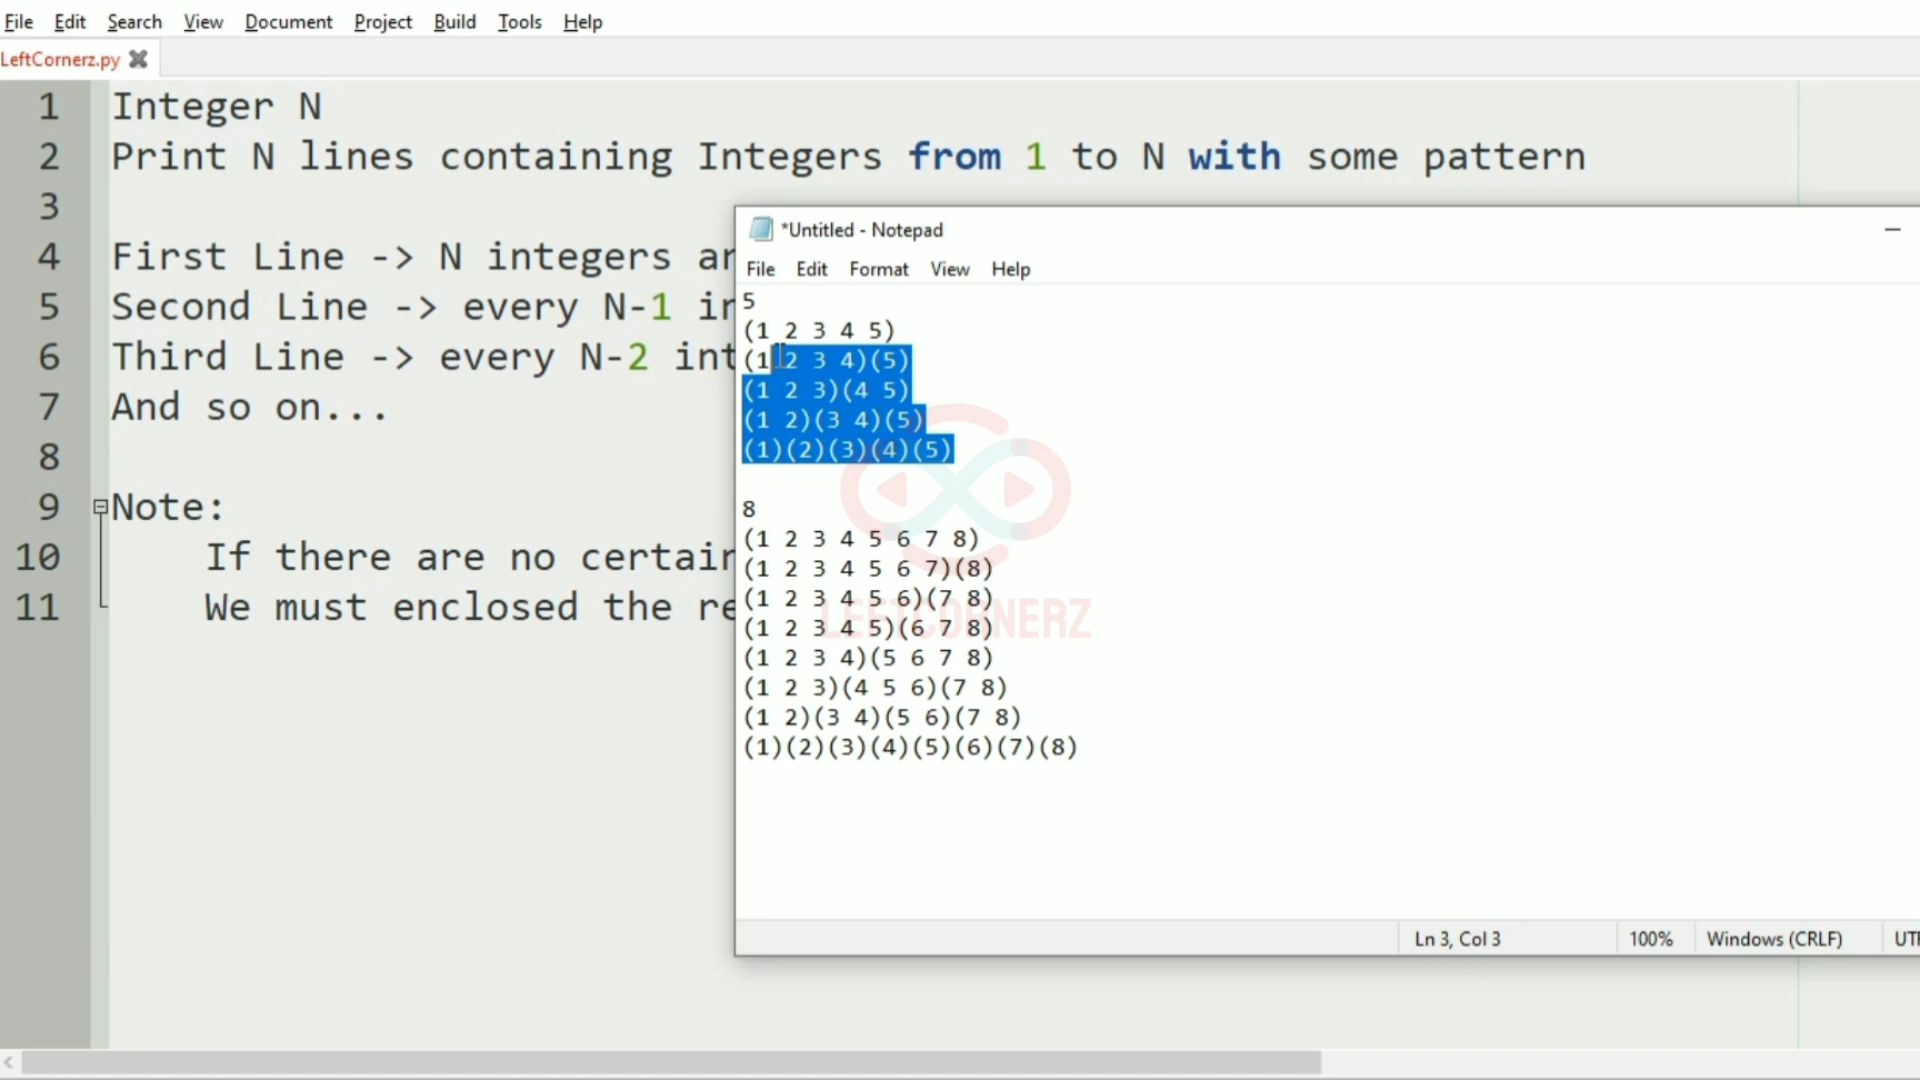 File Edit Search View Document Project Build Tools Help
LeftCornerz.py
1 Integer N
2 Print N lines containing Integers from 1 to N with some pattern
3
4 First Line -> N integers ar
5 Second Line -> every N-1 in
6 Third Line -> every N-2 int
7 And so on...
8
9 Note:
10 If there are no certain
11 We must enclosed the re
*Untitled - Notepad
File Edit Format View Help
5
(1 2 3 4 5)
(1 2 3 4)(5)
(1 2 3)(4 5)
(1 2)(3 4)(5)
(1)(2)(3)(4)(5)
8
(1 2 3 4 5 6 7 8)
(1 2 3 4 5 6 7)(8)
(1 2 3 4 5 6)(7 8)
(1 2 3 4 5)(6 7 8)
(1 2 3 4)(5 6 7 8)
(1 2 3)(4 5 6)(7 8)
(1 2)(3 4)(5 6)(7 8)
(1)(2)(3)(4)(5)(6)(7)(8)
LEFTCORNERZ
Ln 3, Col 3 100% Windows (CRLF) UTF